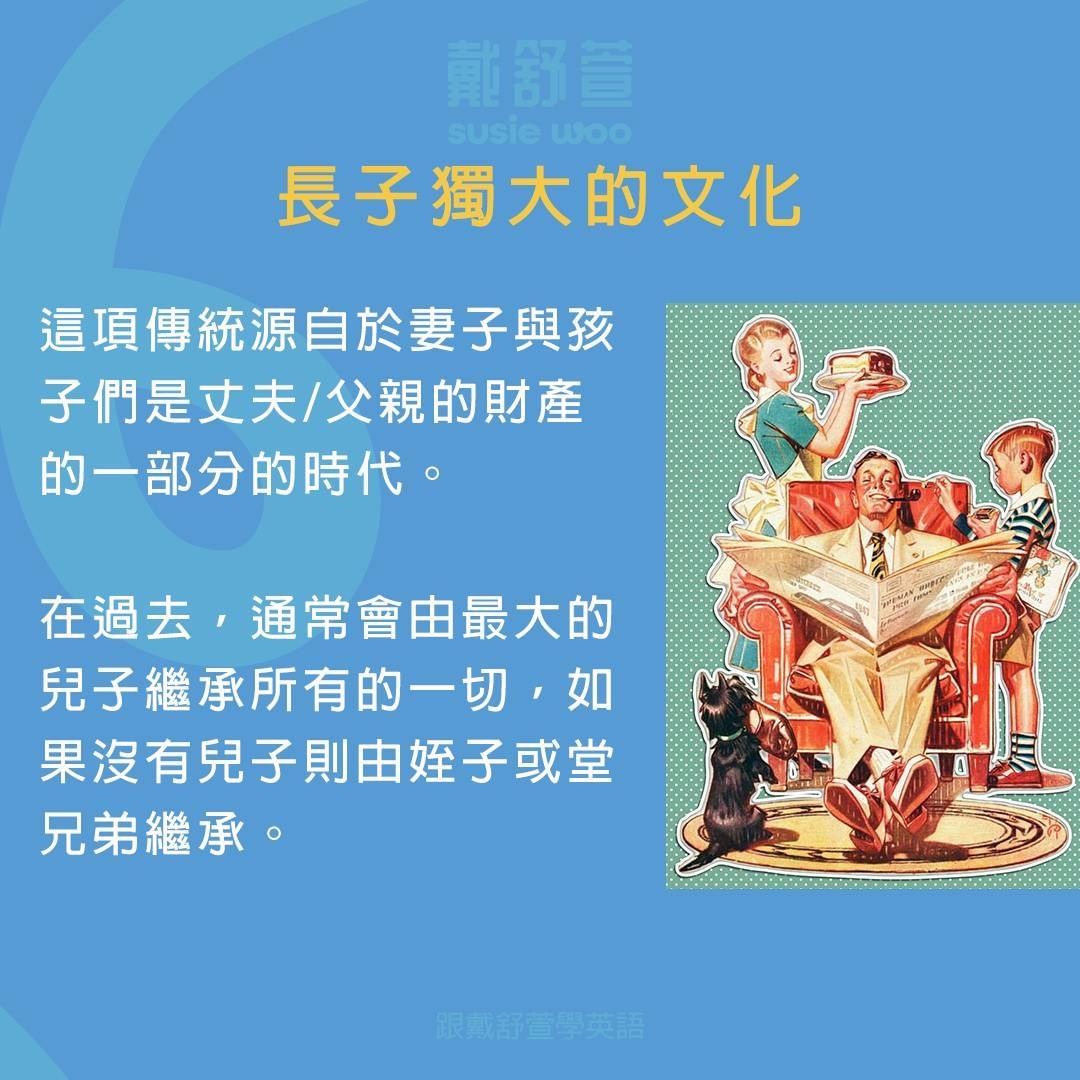 戴舒萱
susie woo
長子獨大的文化
這項傳統源自於妻子與孩
子們是丈夫/父親的財產
的一部分的時代。
在過去，通常會由最大的
兒子繼承所有的一切，如
果沒有兒子則由姪子或堂
兄弟繼承。
跟戴舒萱學英語